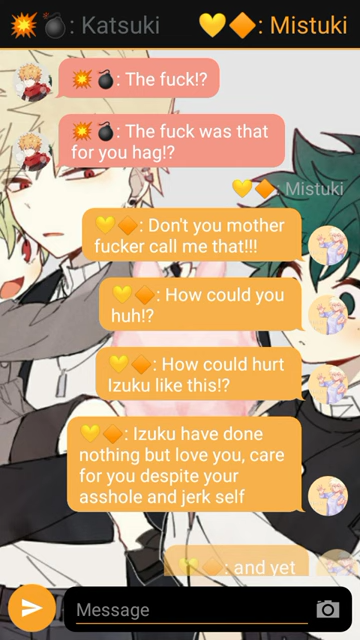 💥💣: Katsuki 💛🔶: Mistuki
💥💣: The fuck!?
💥💣: The fuck was that
for you hag!?
💛🔶: Mistuki
💛🔶: Don't you mother
fucker call me that!!!
💛🔶: How could you
huh!?
💛🔶: How could hurt
Izuku like this!?
💛🔶: Izuku have done
nothing but love you, care
for you despite your
asshole and jerk self
💛🔶: and yet
Message